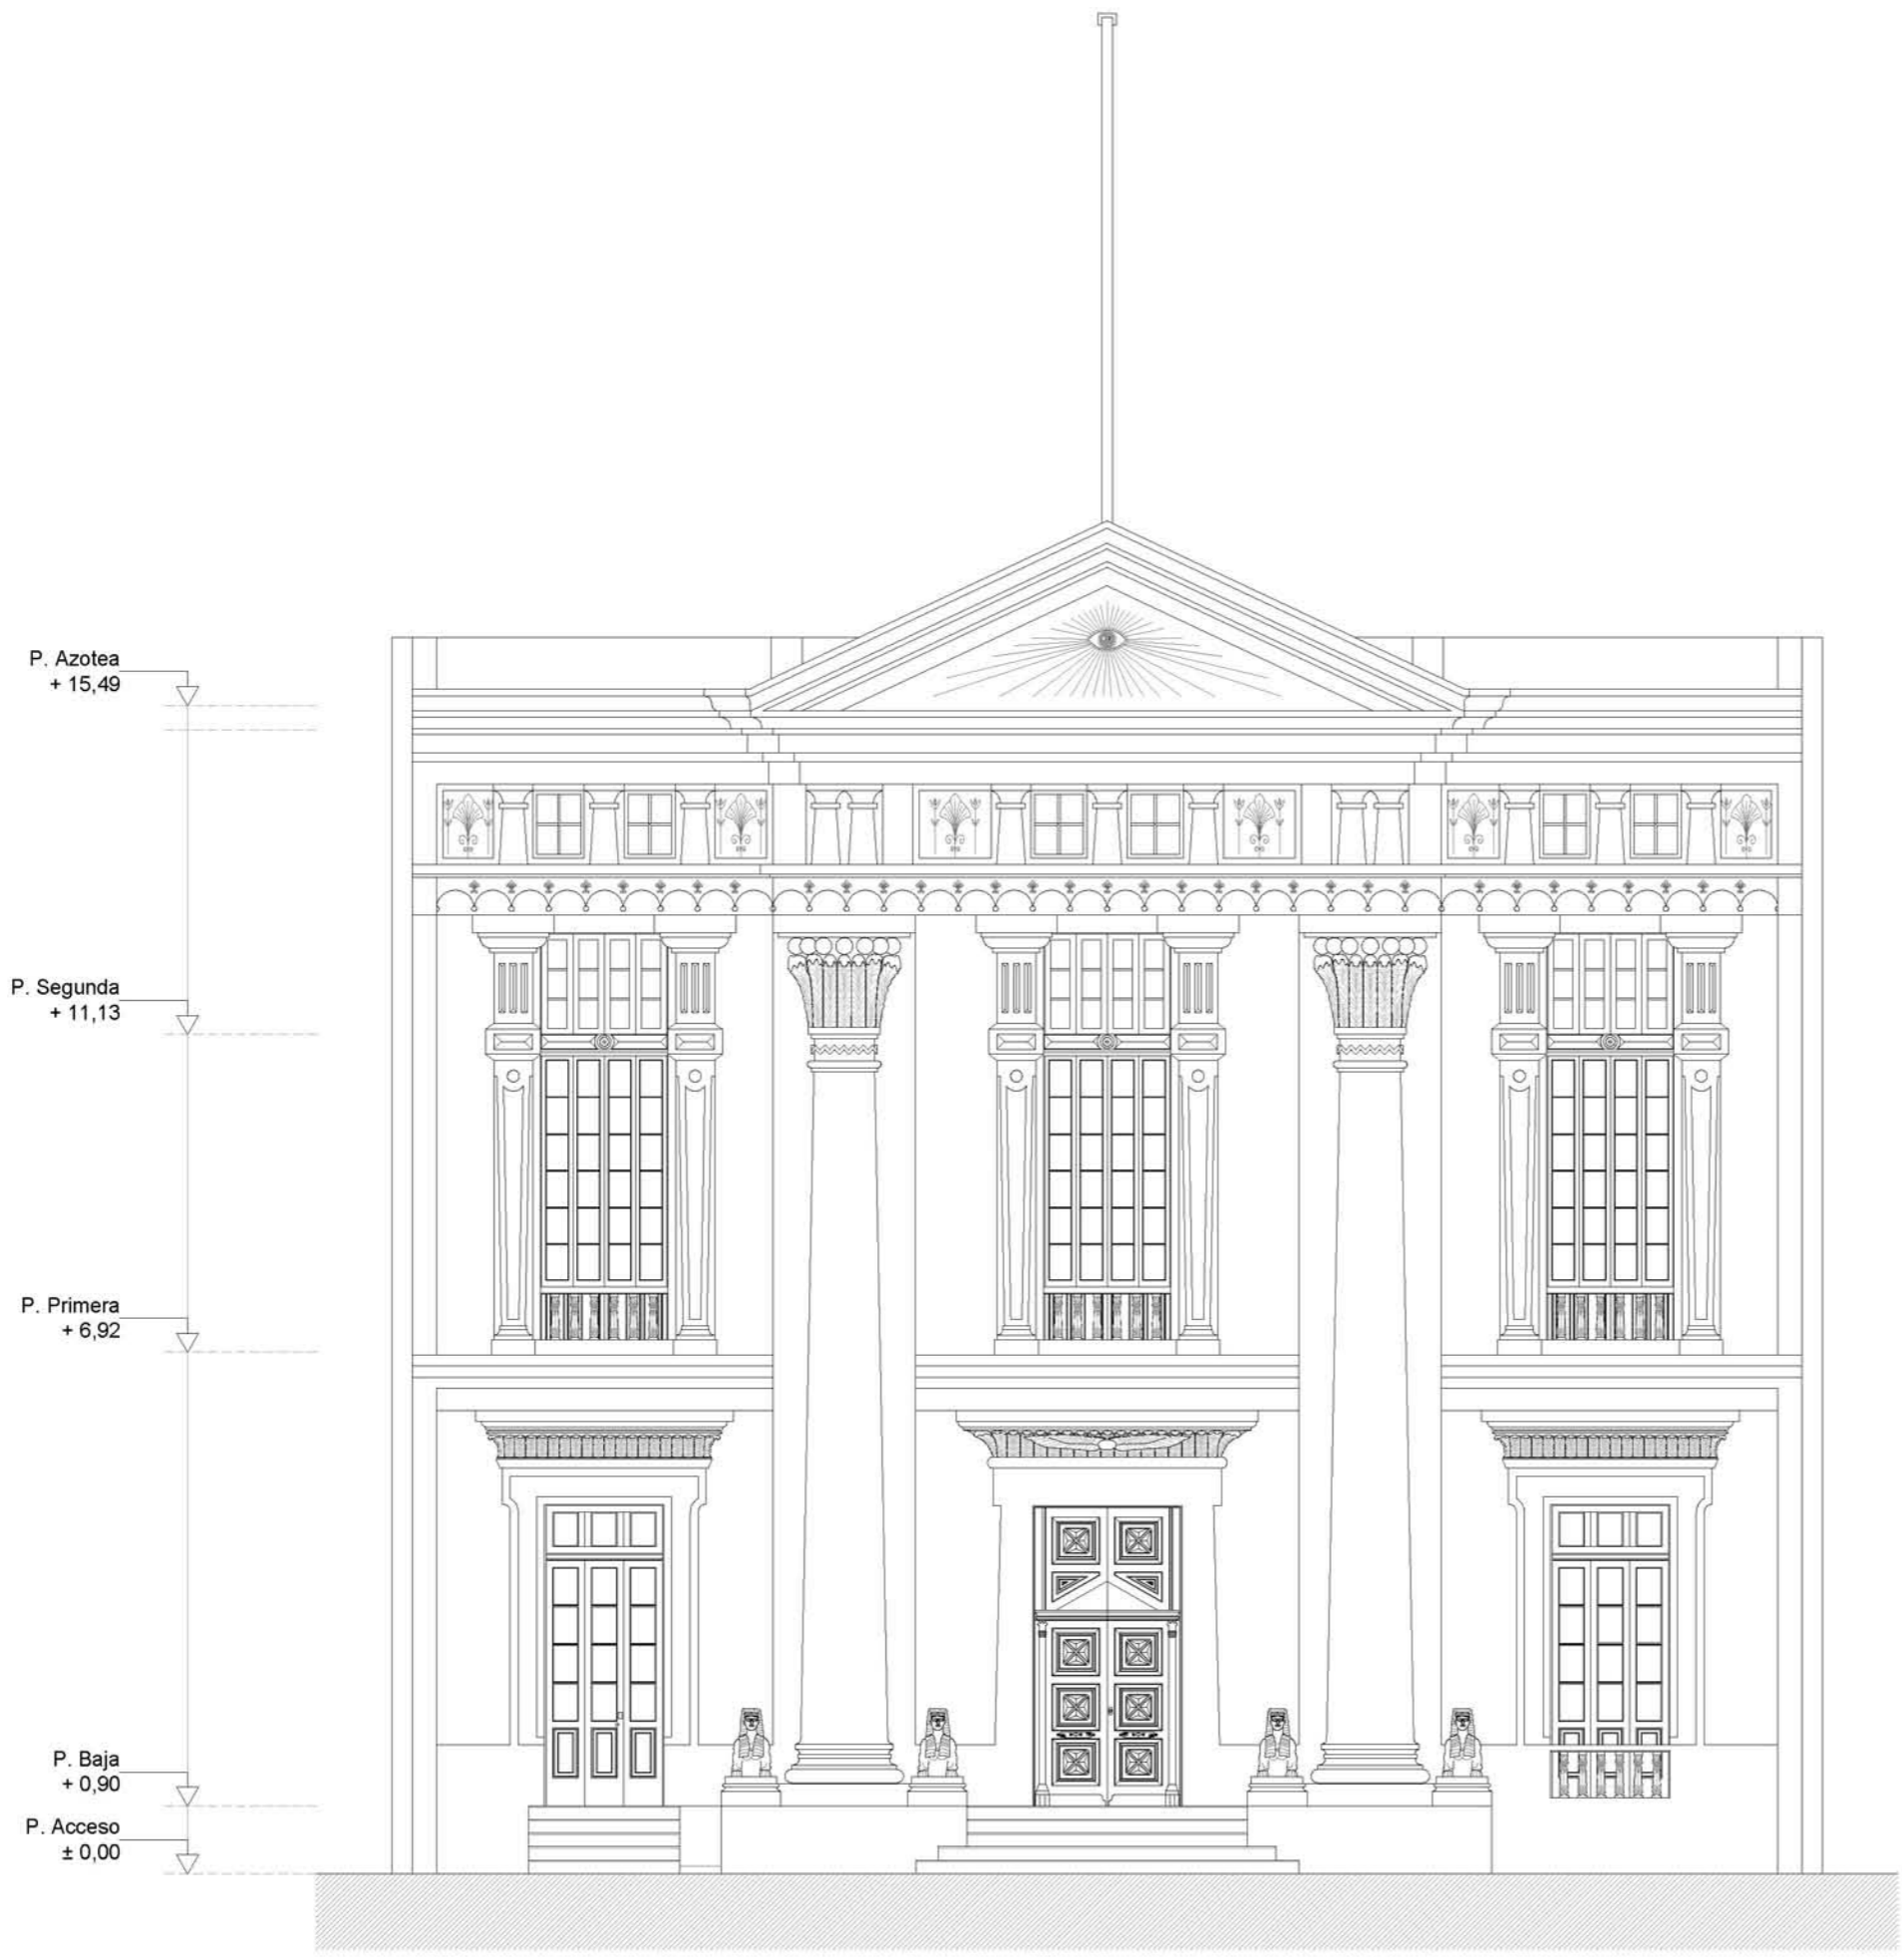 P. Azotea
+ 15,49
P. Segunda
+ 11,13
P. Primera
+ 6,92
P. Baja
+ 0,90
P. Acceso
± 0,00